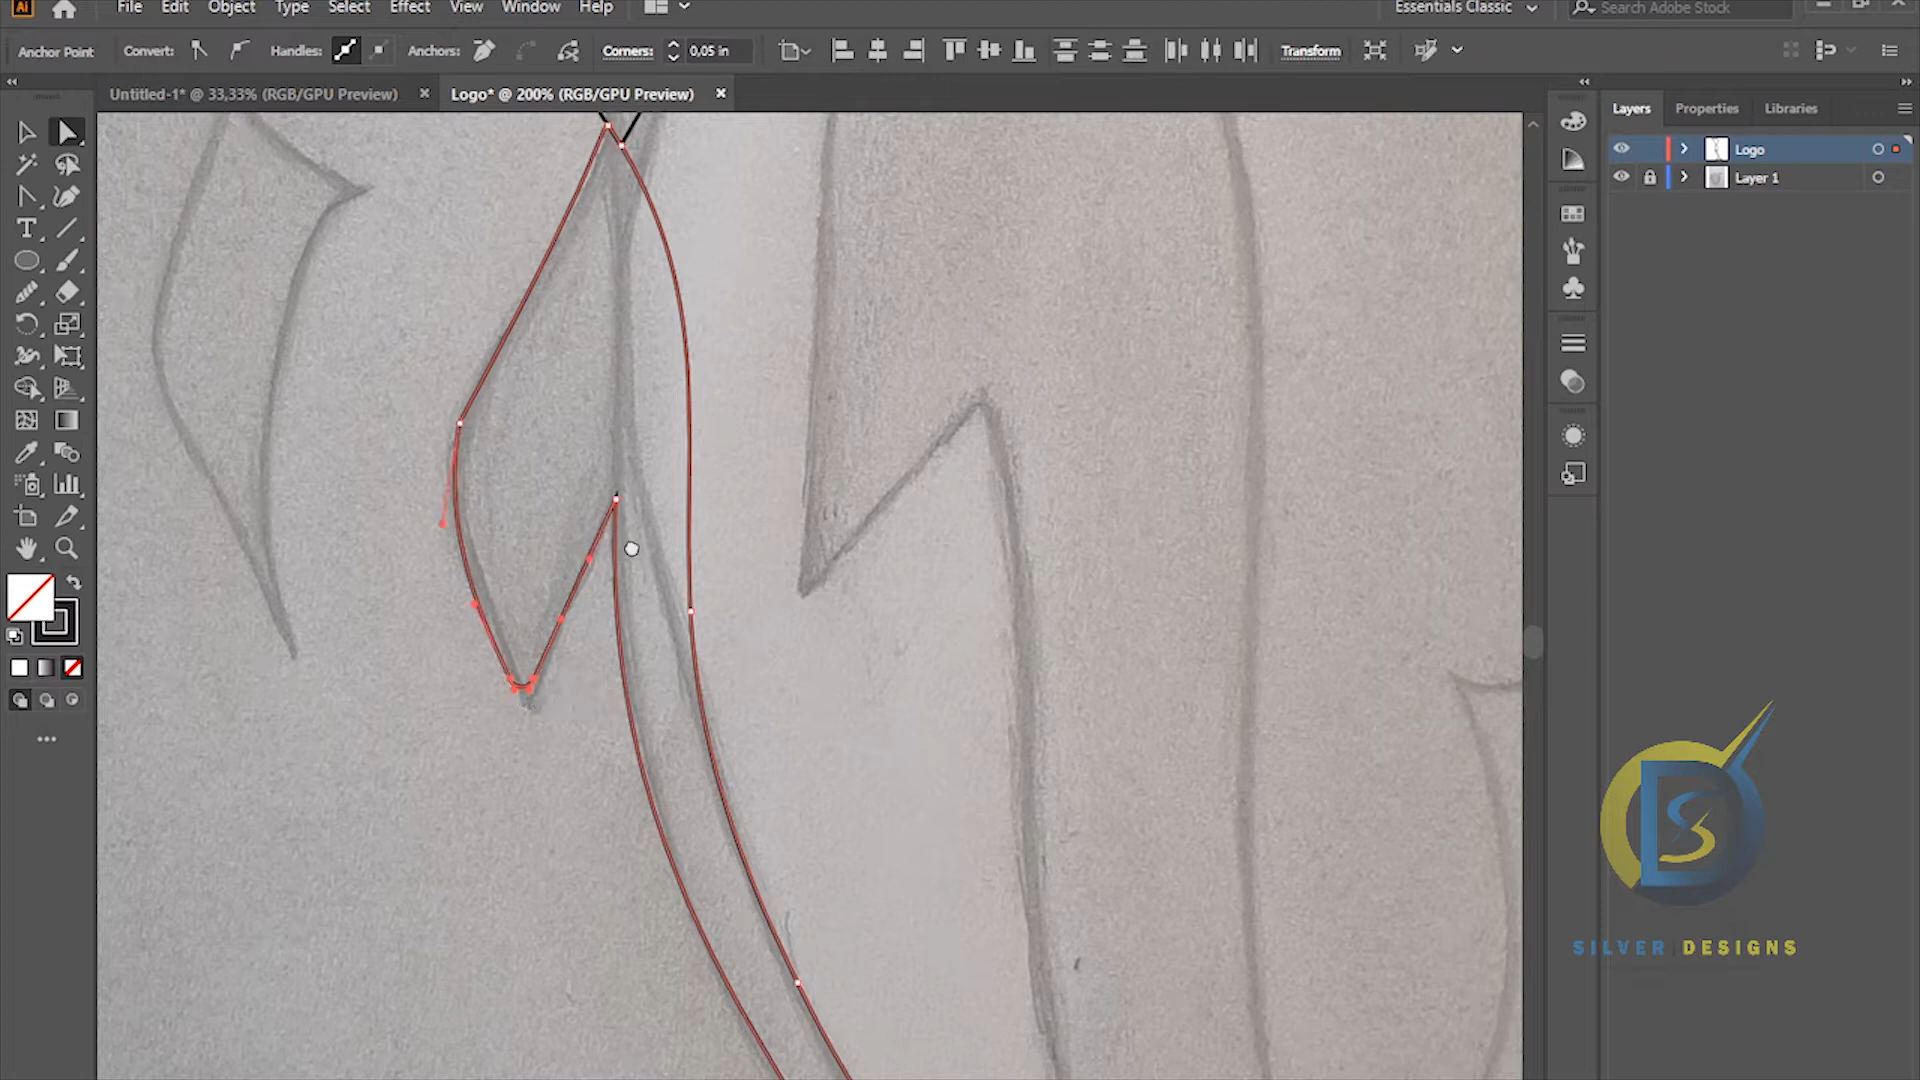 Ai File Edit Object Type Select Effect View Window Help Essentials Classic Search Adobe Stock
Anchor Point Convert: Handles: Anchors: Corners: 0,05 in Transform
Untitled-1* @ 33,33% (RGB/GPU Preview) Logo* @ 200% (RGB/GPU Preview)
Layers Properties Libraries
Logo
Layer 1
SILVER DESIGNS